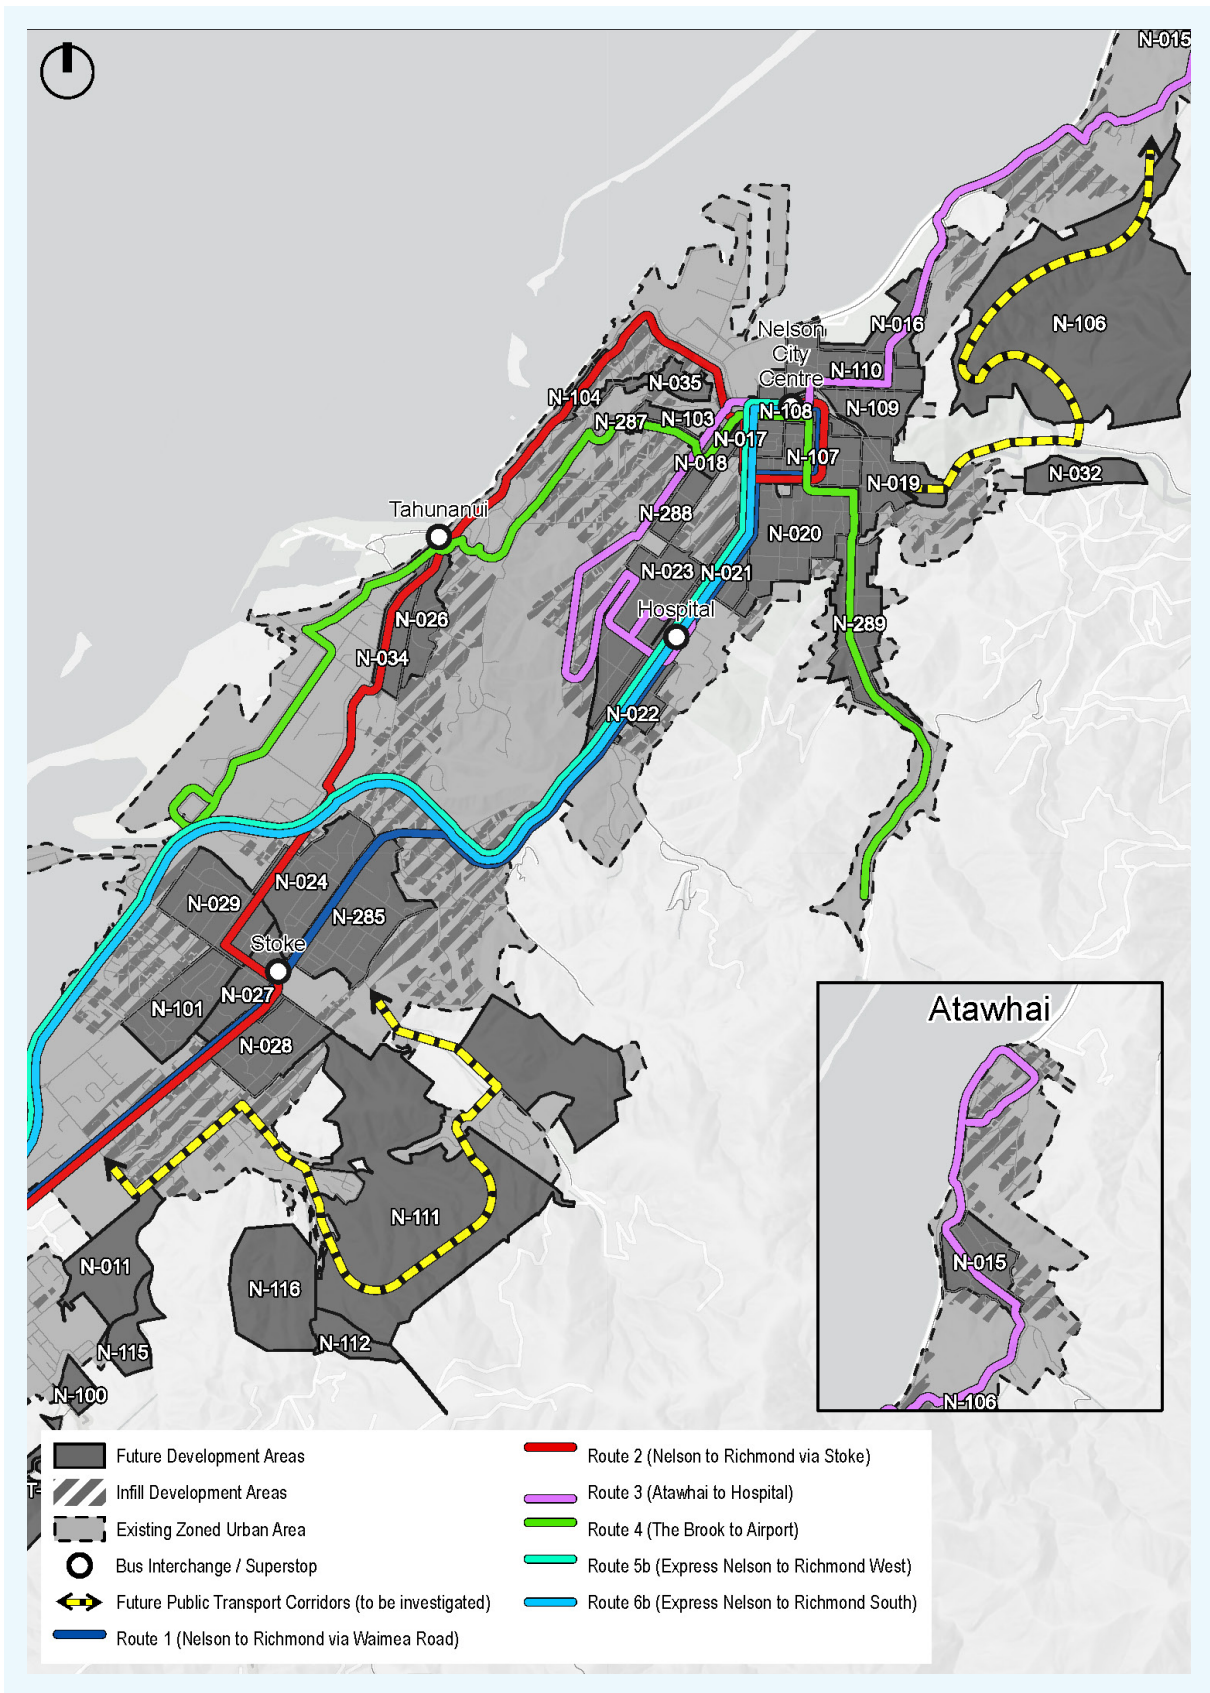 N-015
N-106
N-016
Nelson
City
Centre
N-110
N-035
N-104
N-109
N-108
N-103
N-287
N-017
N-107
N-018
N-032
N-019
Tahunanui
N-288
N-020
N-023
N-021
Hospital
N-026
N-289
N-034
N-022
N-024
N-029
N-285
Stoke
N-027
N-101
N-028
Atawhai
N-015
N-106
N-111
N-011
N-116
N-112
N-115
N-100
T-
Future Development Areas
Infill Development Areas
Existing Zoned Urban Area
Bus Interchange / Superstop
Future Public Transport Corridors (to be investigated)
Route 1 (Nelson to Richmond via Waimea Road)
Route 2 (Nelson to Richmond via Stoke)
Route 3 (Atawhai to Hospital)
Route 4 (The Brook to Airport)
Route 5b (Express Nelson to Richmond West)
Route 6b (Express Nelson to Richmond South)